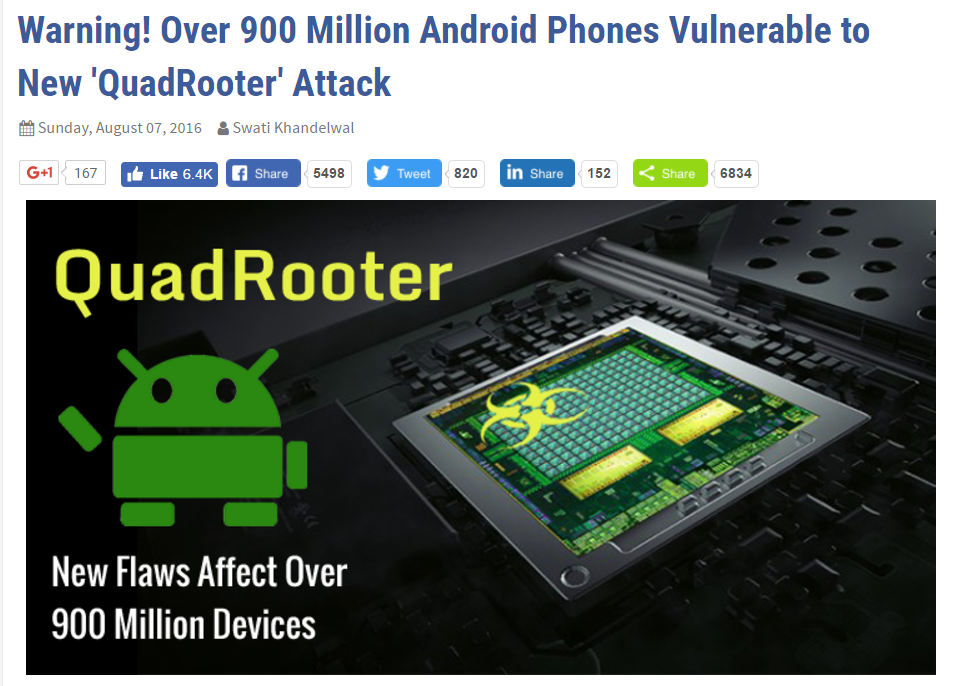 Warning! Over 900 Million Android Phones Vulnerable to
New 'QuadRooter' Attack
Sunday, August 07, 2016 Swati Khandelwal
G+1 167 Like 6.4K Share 5498 Tweet 820 in Share 152 Share 6834
QuadRooter
New Flaws Affect Over
900 Million Devices